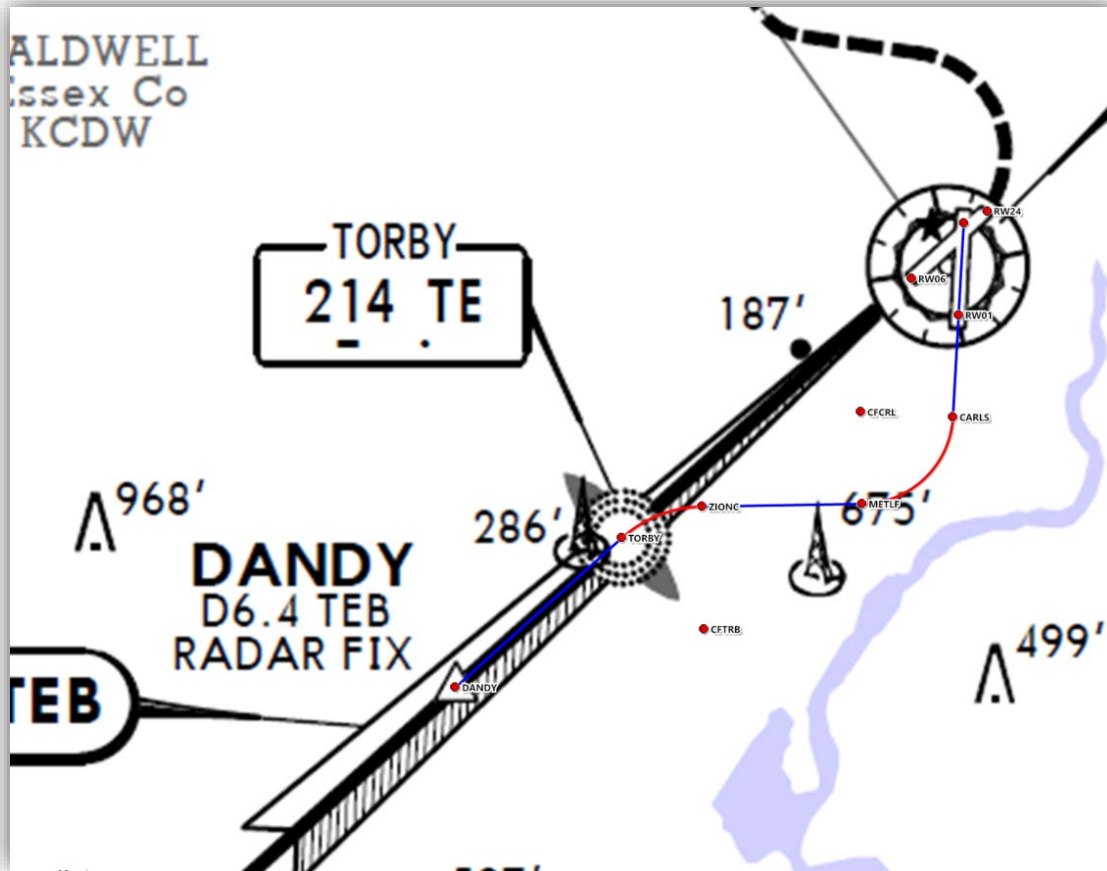 ALDWELL
Essex Co
KCDW
TORBY
214 TE
187'
RW24
RW06
RW01
CFCRL
CARLS
968'
286'
ZIONC
METLF
675'
TORBY
DANDY
D6.4 TEB
RADAR FIX
CFTRB
499'
DANDY
TEB